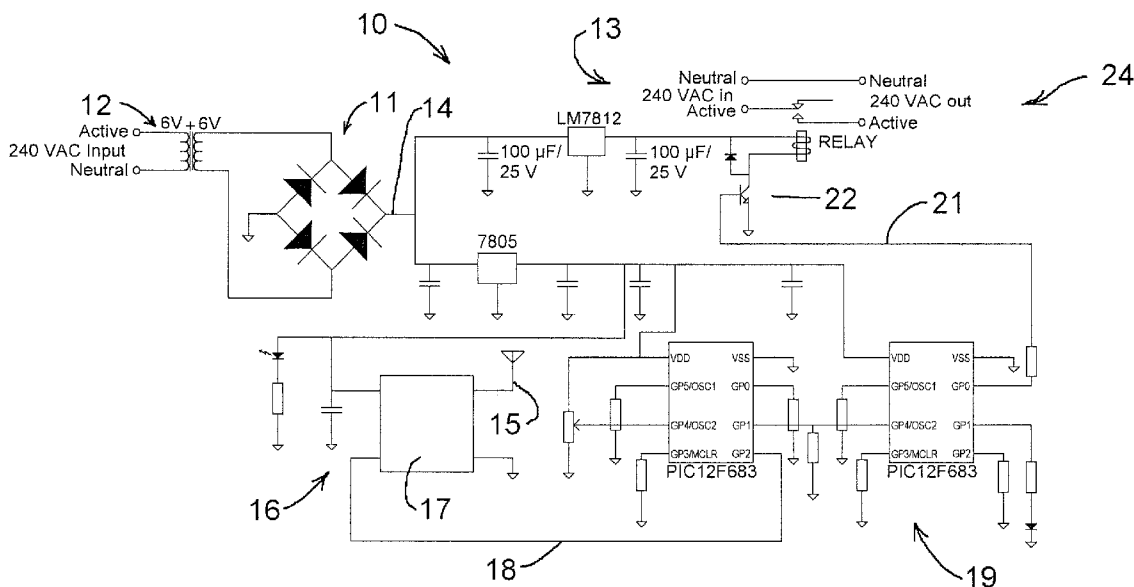 10
13
24
Neutral
Neutral
240 VAC in
240 VAC out
Active
Active
12
6V + 6V
11
14
LM7812
Active
240 VAC Input
Neutral
100 µF/
25 V
100 µF/
25 V
RELAY
22
21
7805
VDD
VSS
GP5/OSC1
GP0
GP4/OSC2
GP1
GP3/MCLR
GP2
PIC12F683
VDD
VSS
GP5/OSC1
GP0
GP4/OSC2
GP1
GP3/MCLR
GP2
PIC12F683
15
16
17
18
19